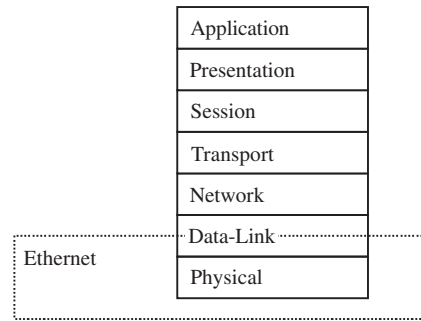 Application
Presentation
Session
Transport
Network
Data-Link
Ethernet
Physical